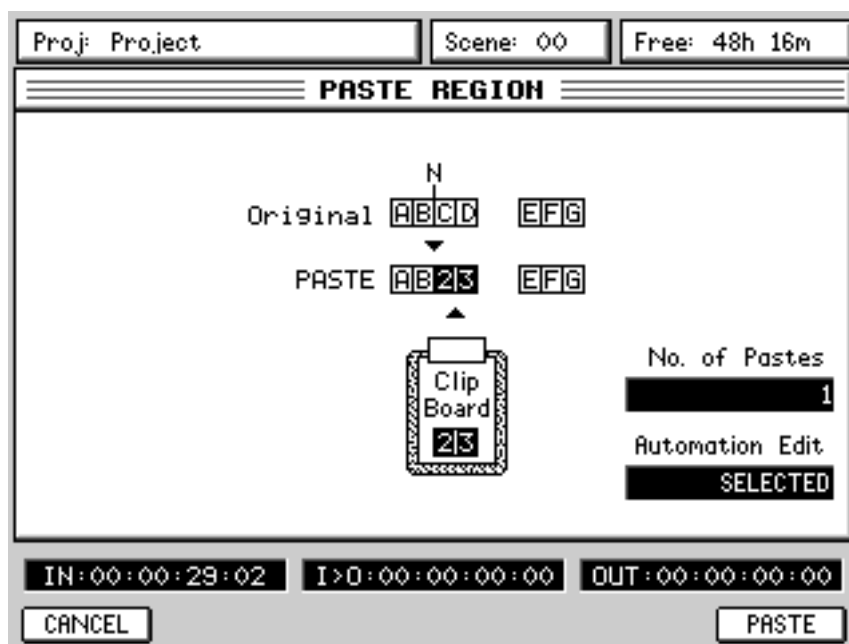 Proj: Project
Scene: 00
Free: 48h 16m
PASTE REGION
N
Original ABCD EFG
PASTE AB23 EFG
Clip
Board
23
No. of Pastes
1
Automation Edit
SELECTED
IN:00:00:29:02
I>O:00:00:00:00
OUT:00:00:00:00
CANCEL
PASTE